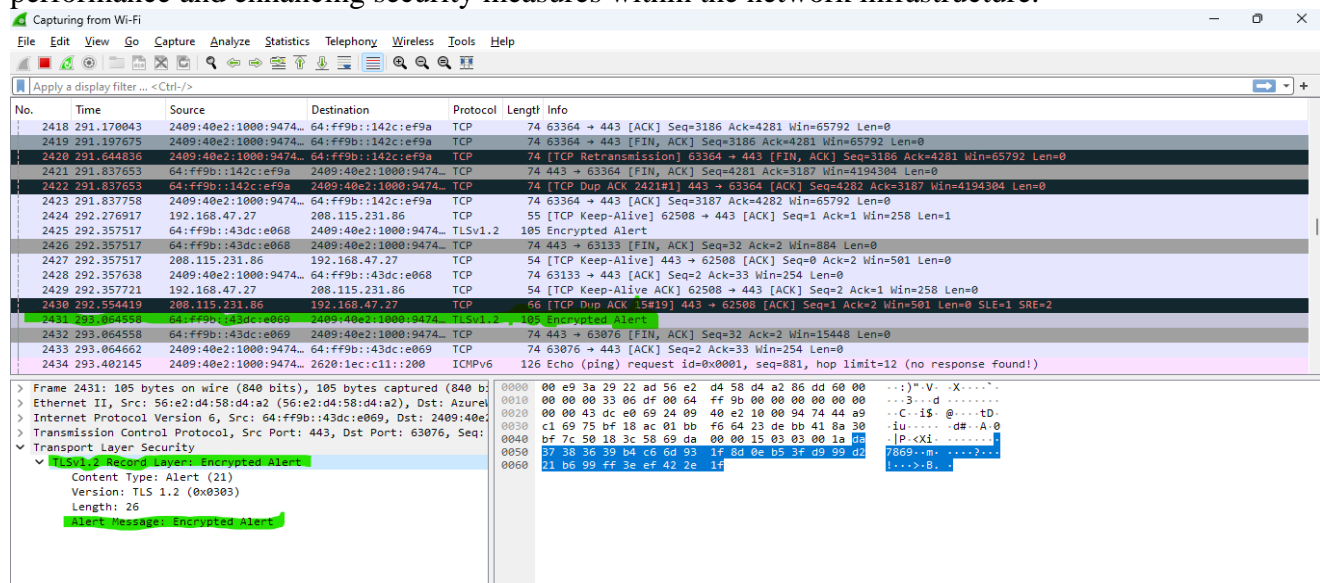 performance and enhancing security measures within the network infrastructure.
Capturing from Wi-Fi
File Edit View Go Capture Analyze Statistics Telephony Wireless Tools Help
Apply a display filter ... <Ctrl-/>
No. Time Source Destination Protocol Length Info
2418 291.170043 2409:40e2:1000:9474… 64:ff9b::142c:ef9a TCP 74 63364 → 443 [ACK] Seq=3186 Ack=4281 Win=65792 Len=0
2419 291.197675 2409:40e2:1000:9474… 64:ff9b::142c:ef9a TCP 74 63364 → 443 [FIN, ACK] Seq=3186 Ack=4281 Win=65792 Len=0
2420 291.644836 2409:40e2:1000:9474… 64:ff9b::142c:ef9a TCP 74 [TCP Retransmission] 63364 → 443 [FIN, ACK] Seq=3186 Ack=4281 Win=65792 Len=0
2421 291.837653 64:ff9b::142c:ef9a 2409:40e2:1000:9474… TCP 74 443 → 63364 [FIN, ACK] Seq=4281 Ack=3187 Win=4194304 Len=0
2422 291.837653 64:ff9b::142c:ef9a 2409:40e2:1000:9474… TCP 74 [TCP Dup ACK 2421#1] 443 → 63364 [ACK] Seq=4282 Ack=3187 Win=4194304 Len=0
2423 291.837758 2409:40e2:1000:9474… 64:ff9b::142c:ef9a TCP 74 63364 → 443 [ACK] Seq=3187 Ack=4282 Win=65792 Len=0
2424 292.276917 192.168.47.27 208.115.231.86 TCP 55 [TCP Keep-Alive] 62508 → 443 [ACK] Seq=1 Ack=1 Win=258 Len=1
2425 292.357517 64:ff9b::43dc:e068 2409:40e2:1000:9474… TLSv1.2 105 Encrypted Alert
2426 292.357517 64:ff9b::43dc:e068 2409:40e2:1000:9474… TCP 74 443 → 63133 [FIN, ACK] Seq=32 Ack=2 Win=884 Len=0
2427 292.357517 208.115.231.86 192.168.47.27 TCP 54 [TCP Keep-Alive] 443 → 62508 [ACK] Seq=0 Ack=2 Win=501 Len=0
2428 292.357638 2409:40e2:1000:9474… 64:ff9b::43dc:e068 TCP 74 63133 → 443 [ACK] Seq=2 Ack=33 Win=254 Len=0
2429 292.357721 192.168.47.27 208.115.231.86 TCP 54 [TCP Keep-Alive ACK] 62508 → 443 [ACK] Seq=2 Ack=1 Win=258 Len=0
2430 292.554419 208.115.231.86 192.168.47.27 TCP 66 [TCP Dup ACK 15#19] 443 → 62508 [ACK] Seq=1 Ack=2 Win=501 Len=0 SLE=1 SRE=2
2431 293.064558 64:ff9b::43dc:e069 2409:40e2:1000:9474… TLSv1.2 105 Encrypted Alert
2432 293.064558 64:ff9b::43dc:e069 2409:40e2:1000:9474… TCP 74 443 → 63076 [FIN, ACK] Seq=32 Ack=2 Win=15448 Len=0
2433 293.064662 2409:40e2:1000:9474… 64:ff9b::43dc:e069 TCP 74 63076 → 443 [ACK] Seq=2 Ack=33 Win=254 Len=0
2434 293.402145 2409:40e2:1000:9474… 2620:1ec:c11::200 ICMPv6 126 Echo (ping) request id=0x0001, seq=881, hop limit=12 (no response found!)
Frame 2431: 105 bytes on wire (840 bits), 105 bytes captured (840 bi
Ethernet II, Src: 56:e2:d4:58:d4:a2 (56:e2:d4:58:d4:a2), Dst: Azurew
Internet Protocol Version 6, Src: 64:ff9b::43dc:e069, Dst: 2409:40e2
Transmission Control Protocol, Src Port: 443, Dst Port: 63076, Seq:
Transport Layer Security
TLSv1.2 Record Layer: Encrypted Alert
Content Type: Alert (21)
Version: TLS 1.2 (0x0303)
Length: 26
Alert Message: Encrypted Alert
0000 00 e9 3a 29 22 ad 56 e2 d4 58 d4 a2 86 dd 60 00 ··:)"·V· ·X····`·
0010 00 00 00 33 06 df 00 64 ff 9b 00 00 00 00 00 00 ···3···d ········
0020 00 00 43 dc e0 69 24 09 40 e2 10 00 94 74 44 a9 ··C··i$· @····tD·
0030 c1 69 75 bf 18 ac 01 bb f6 64 23 de bb 41 8a 30 ·iu····· ·d#··A·0
0040 bf 7c 50 18 3c 58 69 da 00 00 15 03 03 00 1a da ·|P·<Xi· ········
0050 37 38 36 39 b4 c6 6d 93 1f 8d 0e b5 3f d9 99 d2 7869··m· ····?···
0060 21 b6 99 ff 3e ef 42 2e 1f !···>·B. ·